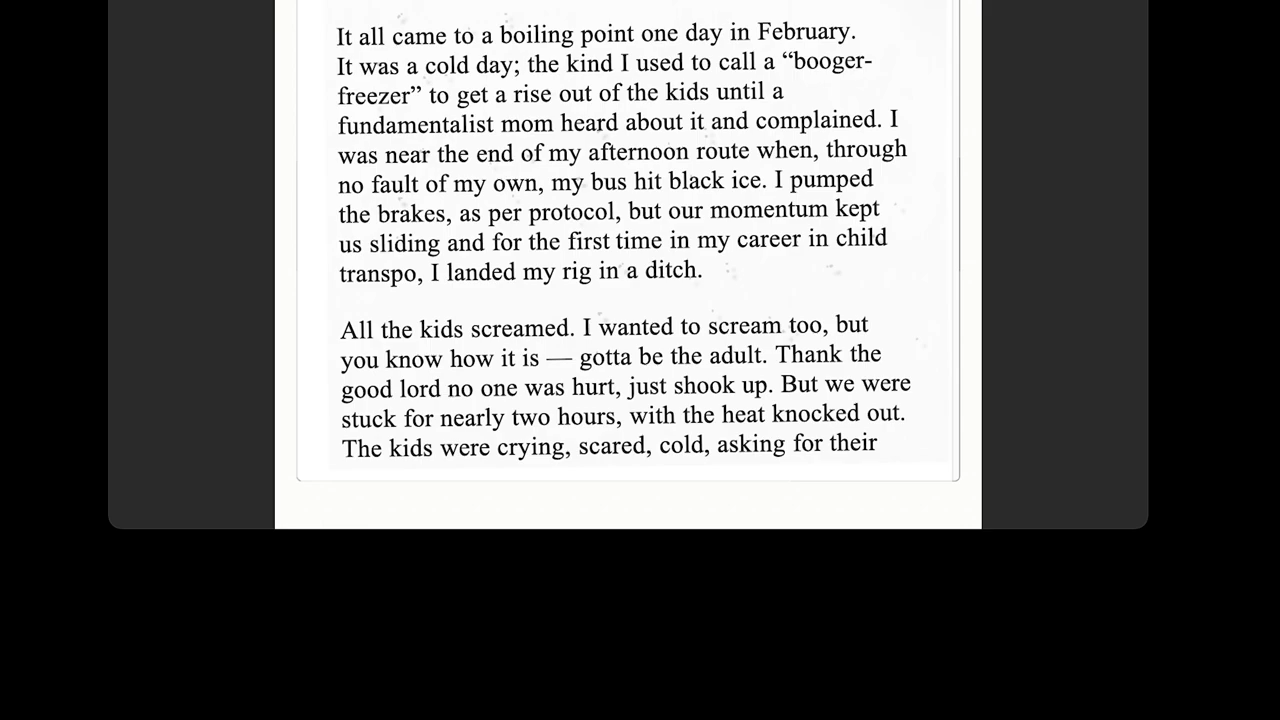 It all came to a boiling point one day in February.
It was a cold day; the kind I used to call a “booger-
freezer” to get a rise out of the kids until a
fundamentalist mom heard about it and complained. I
was near the end of my afternoon route when, through
no fault of my own, my bus hit black ice. I pumped
the brakes, as per protocol, but our momentum kept
us sliding and for the first time in my career in child
transpo, I landed my rig in a ditch.
All the kids screamed. I wanted to scream too, but
you know how it is — gotta be the adult. Thank the
good lord no one was hurt, just shook up. But we were
stuck for nearly two hours, with the heat knocked out.
The kids were crying, scared, cold, asking for their